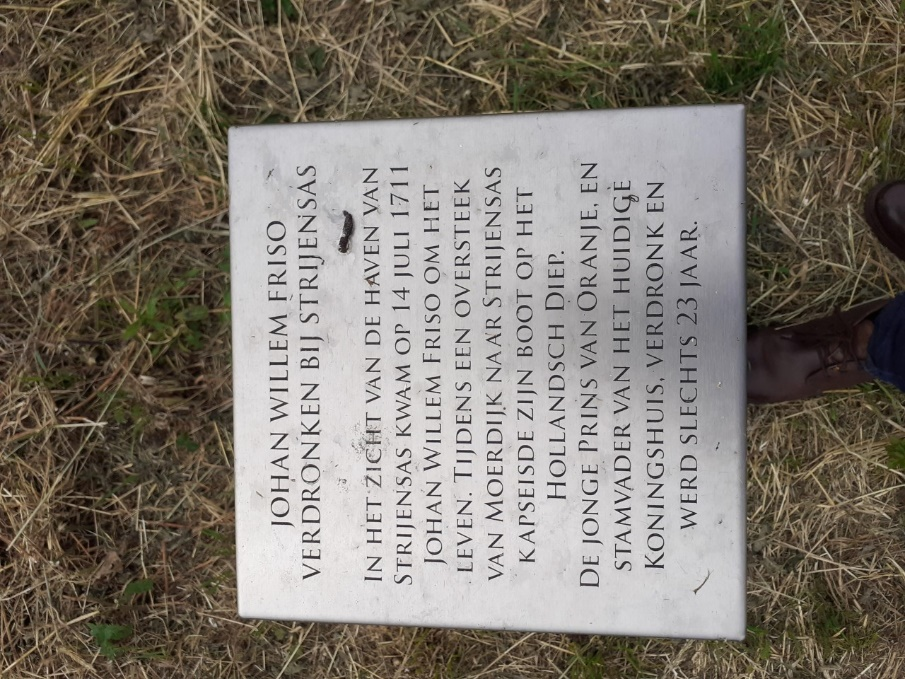 JOHAN WILLEM FRISO
VERDRONKEN BIJ STRIJENSAS
IN HET ZICHT VAN DE HAVEN VAN
STRIJENSAS KWAM OP 14 JULI 1711
JOHAN WILLEM FRISO OM HET
LEVEN. TIJDENS EEN OVERSTEEK
VAN MOERDIJK NAAR STRIJENSAS
KAPSEISDE ZIJN BOOT OP HET
HOLLANDSCH DIEP.
DE JONGE PRINS VAN ORANJE, EN
STAMVADER VAN HET HUIDIGE
KONINGSHUIS, VERDRONK EN
WERD SLECHTS 23 JAAR.